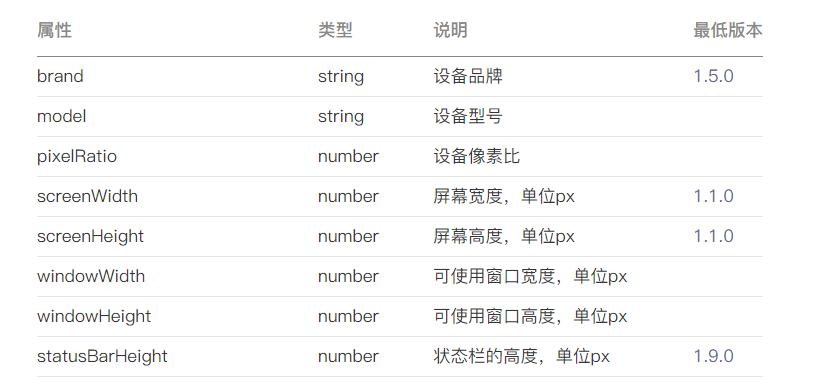 属性 类型 说明 最低版本
brand string 设备品牌 1.5.0
model string 设备型号
pixelRatio number 设备像素比
screenWidth number 屏幕宽度，单位px 1.1.0
screenHeight number 屏幕高度，单位px 1.1.0
windowWidth number 可使用窗口宽度，单位px
windowHeight number 可使用窗口高度，单位px
statusBarHeight number 状态栏的高度，单位px 1.9.0